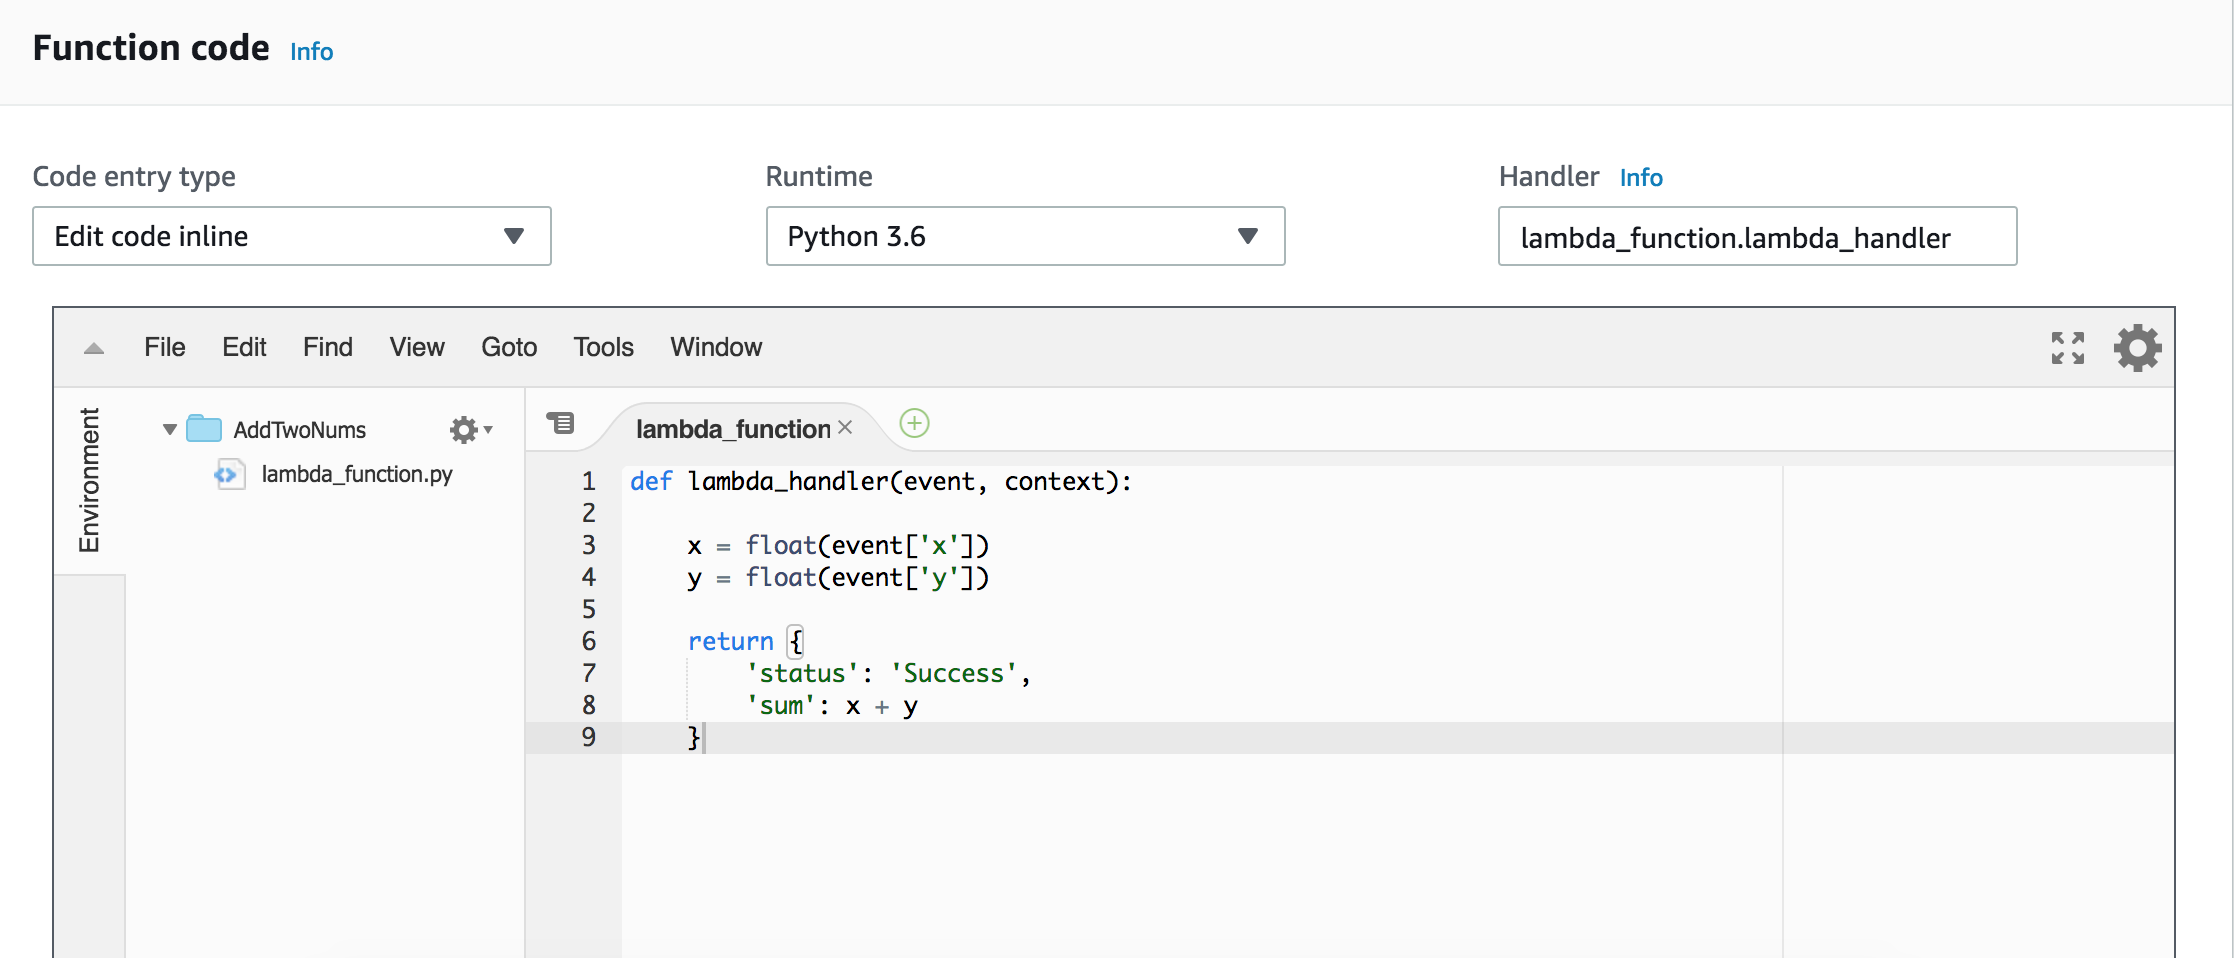 Function code Info
Code entry type Runtime Handler Info
Edit code inline Python 3.6 lambda_function.lambda_handler
File Edit Find View Goto Tools Window
Environment
AddTwoNums
lambda_function.py
lambda_function
1 def lambda_handler(event, context):
2
3     x = float(event['x'])
4     y = float(event['y'])
5
6     return {
7         'status': 'Success',
8         'sum': x + y
9     }